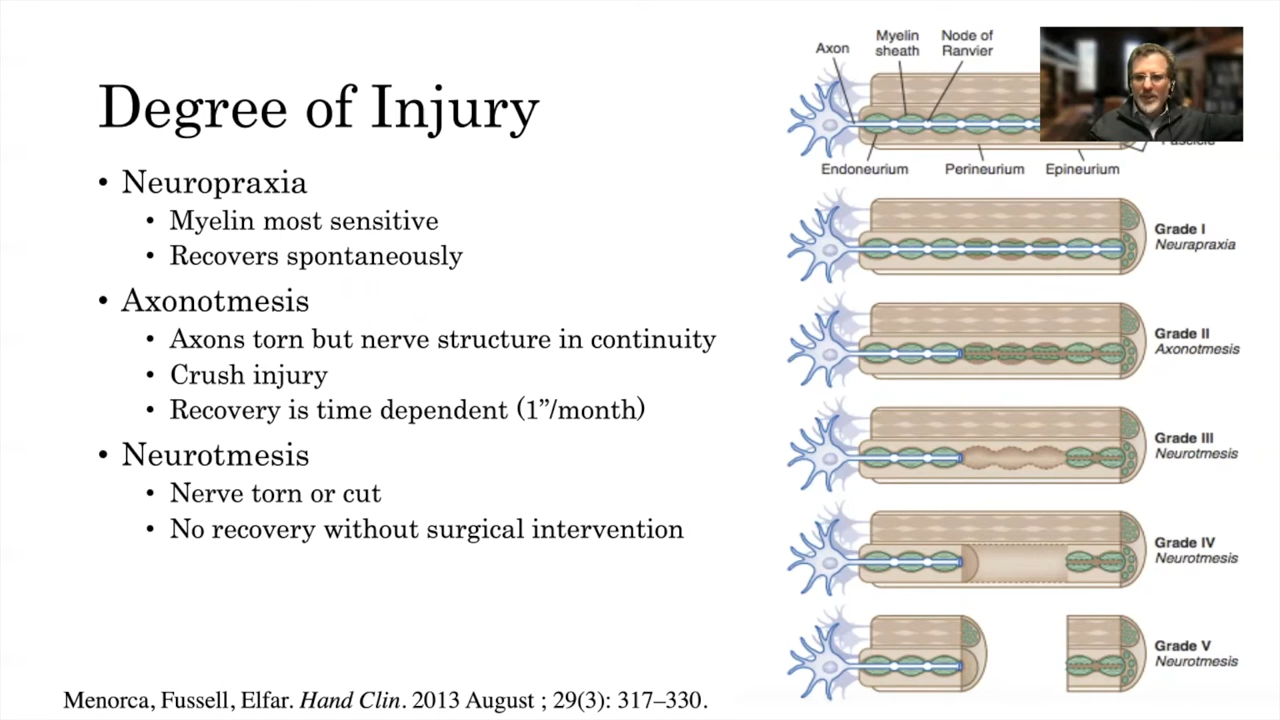 Degree of Injury
• Neuropraxia
• Myelin most sensitive
• Recovers spontaneously
• Axonotmesis
• Axons torn but nerve structure in continuity
• Crush injury
• Recovery is time dependent (1”/month)
• Neurotmesis
• Nerve torn or cut
• No recovery without surgical intervention
Menorca, Fussell, Elfar. Hand Clin. 2013 August ; 29(3): 317–330.
Axon
Myelin
sheath
Node of
Ranvier
Fascicle
Endoneurium
Perineurium
Epineurium
Grade I
Neurapraxia
Grade II
Axonotmesis
Grade III
Neurotmesis
Grade IV
Neurotmesis
Grade V
Neurotmesis